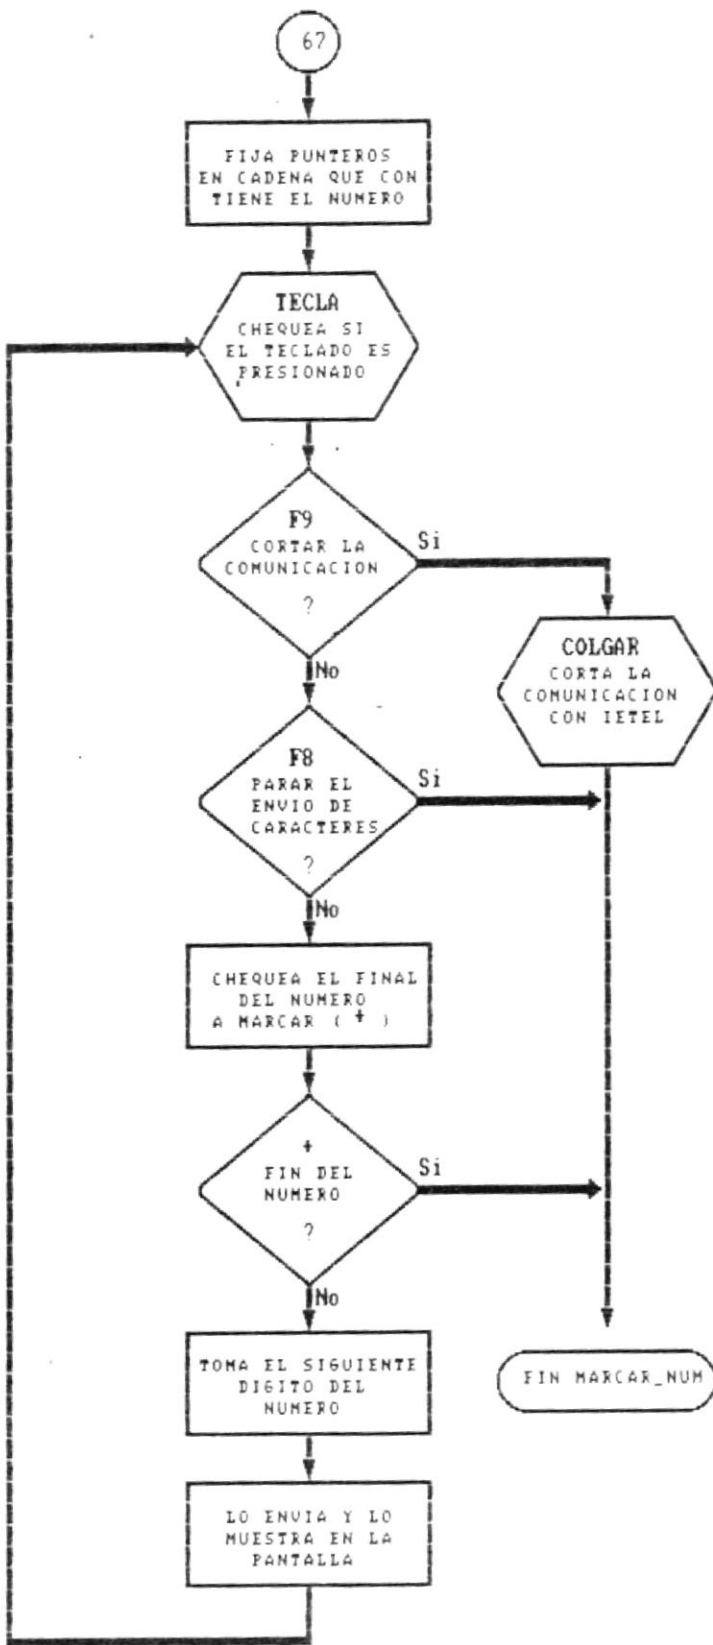 67
FIJA PUNTEROS
EN CADENA QUE CON
TIENE EL NUMERO
TECLA
CHEQUEA SI
EL TECLADO ES
PRESIONADO
F9
CORTAR LA
COMUNICACION
?
Si
No
COLGAR
CORTA LA
COMUNICACION
CON IETEL
F8
PARAR EL
ENVIO DE
CARACTERES
?
Si
No
CHEQUEA EL FINAL
DEL NUMERO
A MARCAR ( + )
+
FIN DEL
NUMERO
?
Si
No
TOMA EL SIGUIENTE
DIGITO DEL
NUMERO
FIN MARCAR_NUM
LO ENVIA Y LO
MUESTRA EN LA
PANTALLA